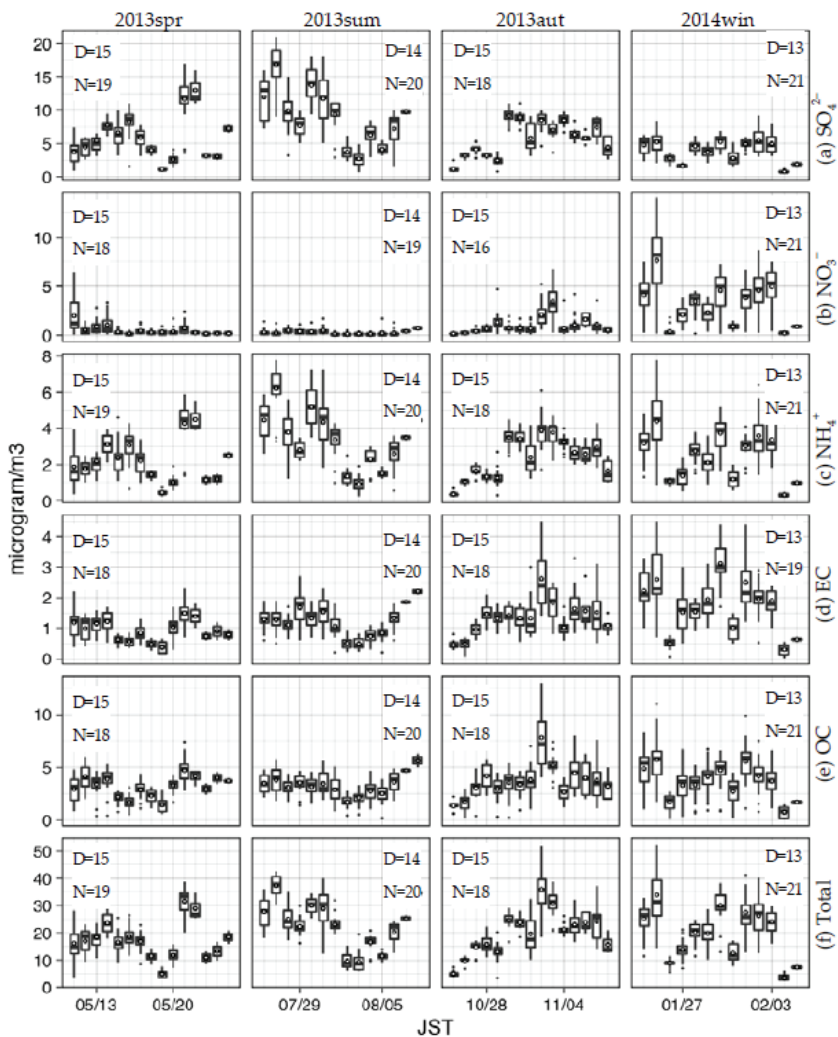 2013spr 2013sum 2013aut 2014win
20
15
10
5
0
D=15 D=14 D=15 D=13
N=19 N=20 N=18 N=21
(a) SO₄²⁻
10
5
0
D=15 D=14 D=15 D=13
N=18 N=19 N=16 N=21
(b) NO₃⁻
8
6
4
2
0
D=15 D=14 D=15 D=13
N=19 N=20 N=18 N=21
(c) NH₄⁺
4
3
2
1
0
D=15 D=14 D=15 D=13
N=18 N=20 N=18 N=19
(d) EC
10
5
0
D=15 D=14 D=15 D=13
N=18 N=20 N=18 N=21
(e) OC
50
40
30
20
10
0
D=15 D=14 D=15 D=13
N=19 N=20 N=18 N=21
(f) Total
microgram/m3
05/13 05/20 07/29 08/05 10/28 11/04 01/27 02/03
JST